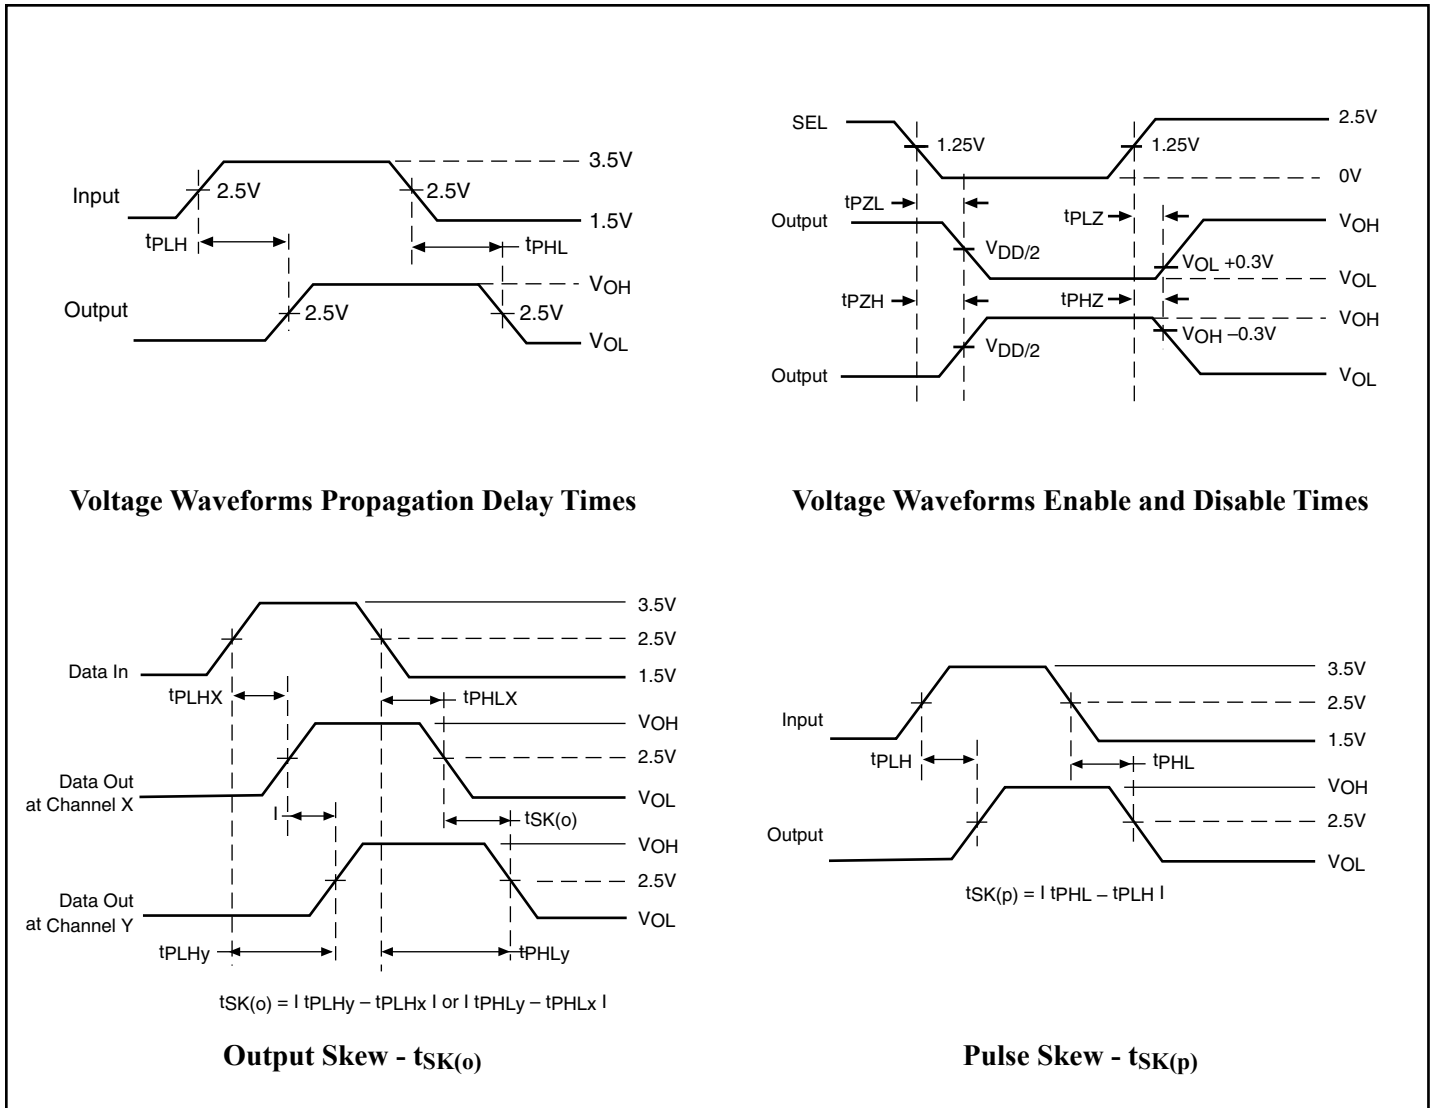 Input
2.5V
2.5V
3.5V
1.5V
tPLH
tPHL
Output
2.5V
2.5V
VOH
VOL
Voltage Waveforms Propagation Delay Times
SEL
1.25V
1.25V
2.5V
0V
tPZL
tPLZ
Output
VDD/2
VOL +0.3V
VOH
VOL
tPZH
tPHZ
Output
VDD/2
VOH –0.3V
VOH
VOL
Voltage Waveforms Enable and Disable Times
Data In
3.5V
2.5V
1.5V
tPLHX
tPHLX
Data Out
at Channel X
VOH
2.5V
VOL
I
tSK(o)
Data Out
at Channel Y
VOH
2.5V
VOL
tPLHy
tPHLy
tSK(o) = I tPLHy – tPLHx I or I tPHLy – tPHLx I
Output Skew - tSK(o)
Input
3.5V
2.5V
1.5V
tPLH
tPHL
Output
VOH
2.5V
VOL
tSK(p) = I tPHL – tPLH I
Pulse Skew - tSK(p)